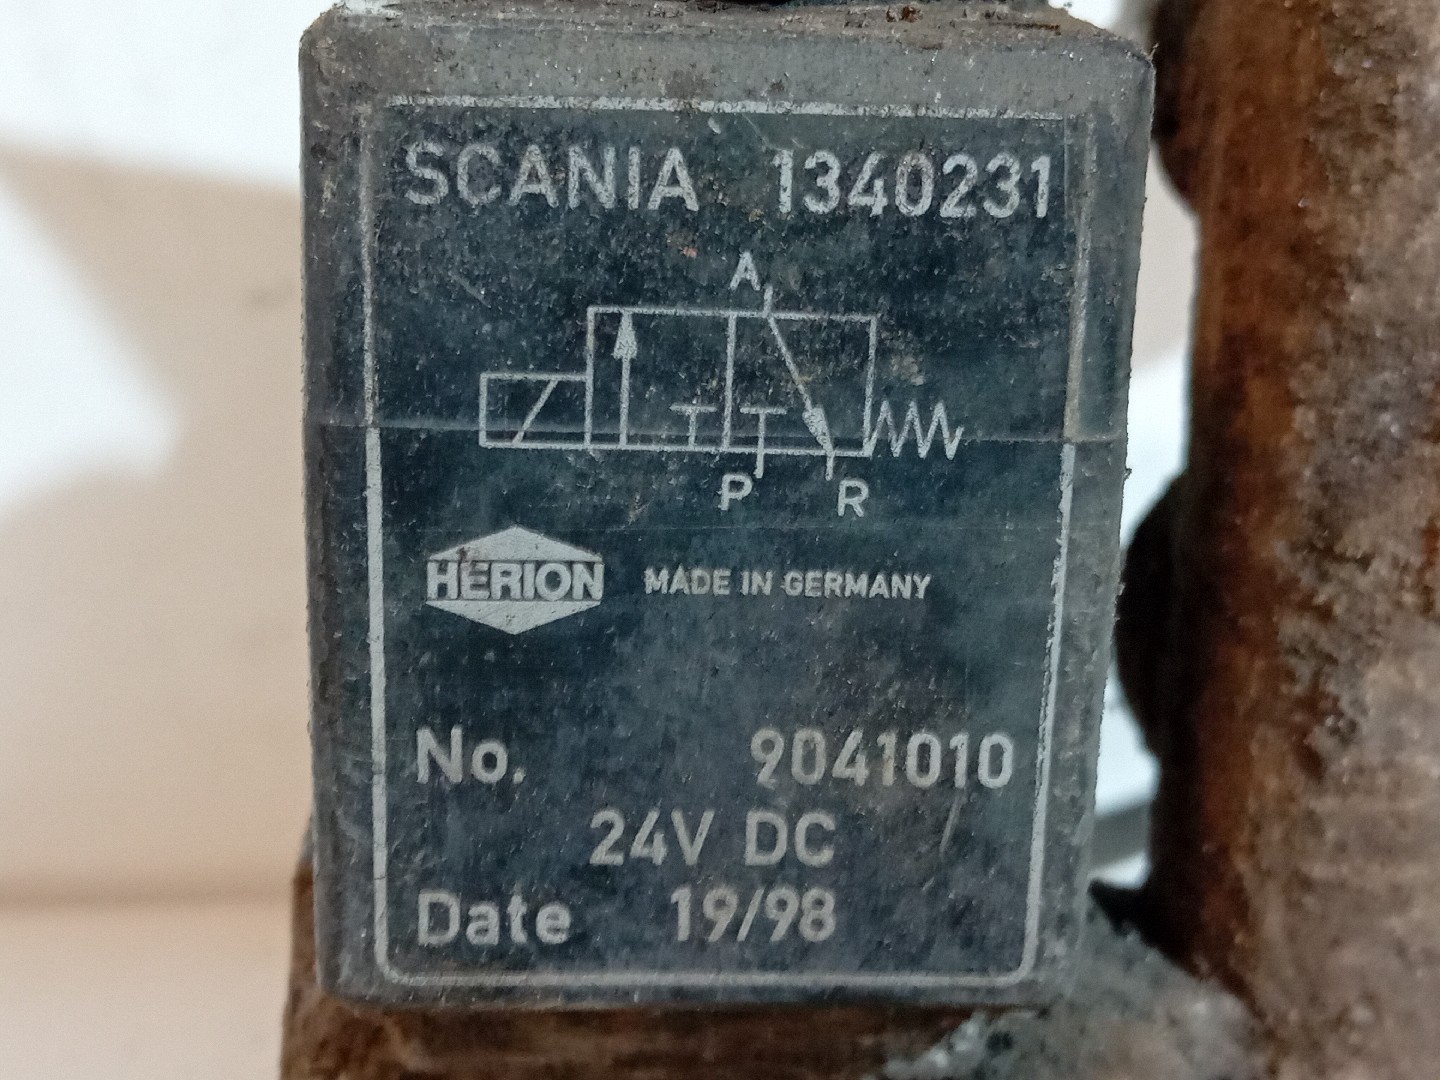 SCANIA 1340231
A
P R
HERION MADE IN GERMANY
No. 9041010
24V DC
Date 19/98